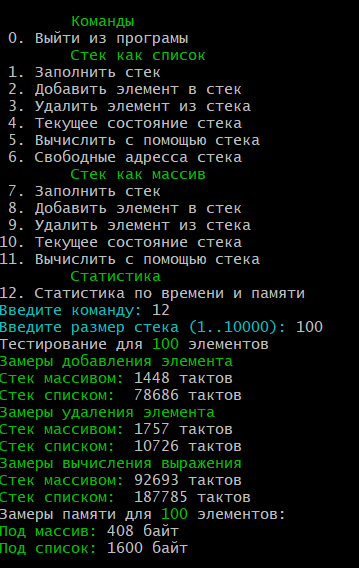 Команды
0. Выйти из програмы
Стек как список
1. Заполнить стек
2. Добавить элемент в стек
3. Удалить элемент из стека
4. Текущее состояние стека
5. Вычислить с помощью стека
6. Свободные адресса стека
Стек как массив
7. Заполнить стек
8. Добавить элемент в стек
9. Удалить элемент из стека
10. Текущее состояние стека
11. Вычислить с помощью стека
Статистика
12. Статистика по времени и памяти
Введите команду: 12
Введите размер стека (1..10000): 100
Тестирование для 100 элементов
Замеры добавления элемента
Стек массивом: 1448 тактов
Стек списком: 78686 тактов
Замеры удаления элемента
Стек массивом: 1757 тактов
Стек списком: 10726 тактов
Замеры вычисления выражения
Стек массивом: 92693 тактов
Стек списком: 187785 тактов
Замеры памяти для 100 элементов:
Под массив: 408 байт
Под список: 1600 байт